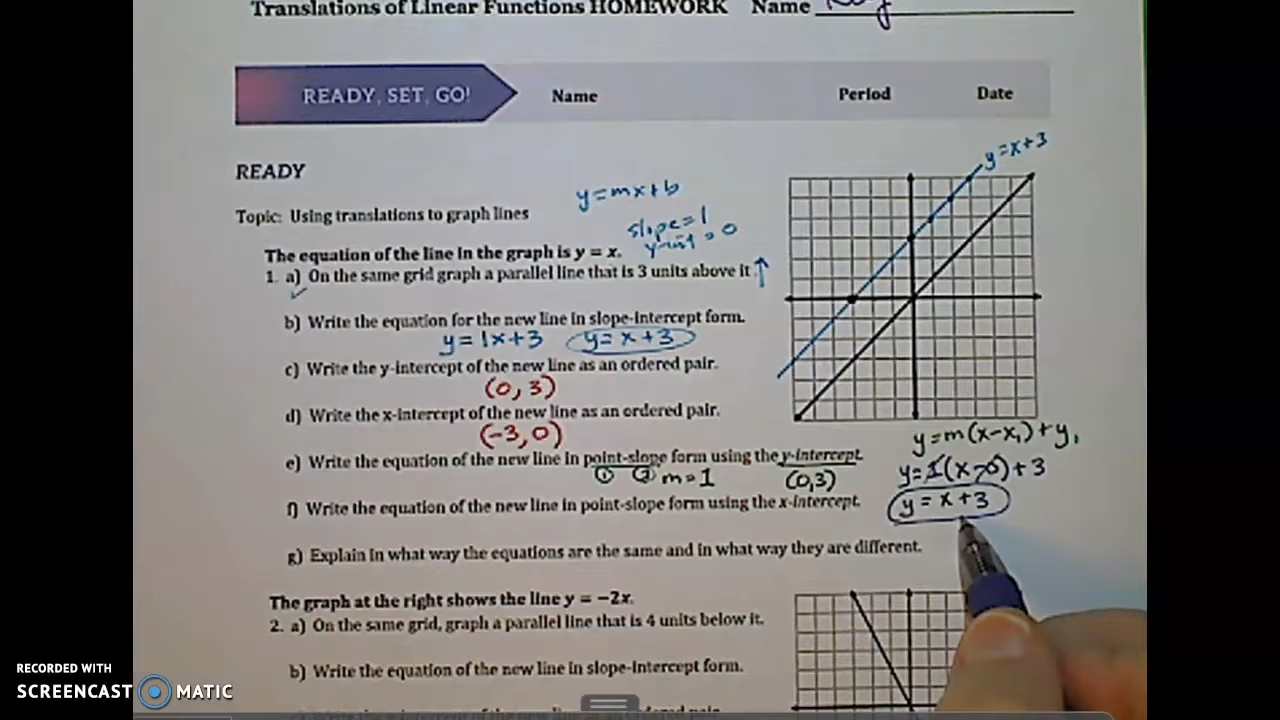 Translations of Linear Functions HOMEWORK Name
READY, SET, GO! Name Period Date
READY
y=x+3
y=mx+b
Topic: Using translations to graph lines
slope=1
y-int=0
The equation of the line in the graph is y = x.
1. a) On the same grid graph a parallel line that is 3 units above it ↑
b) Write the equation for the new line in slope-intercept form.
y=1x+3 y=x+3
c) Write the y-intercept of the new line as an ordered pair.
(0, 3)
d) Write the x-intercept of the new line as an ordered pair.
(-3, 0)
y=m(x-x₁)+y₁
e) Write the equation of the new line in point-slope form using the y-intercept.
① ② m=1 (0,3)
y=1(x-0)+3
f) Write the equation of the new line in point-slope form using the x-intercept.
y=x+3
g) Explain in what way the equations are the same and in what way they are different.
The graph at the right shows the line y = −2x.
2. a) On the same grid, graph a parallel line that is 4 units below it.
b) Write the equation of the new line in slope-intercept form.
RECORDED WITH
SCREENCAST MATIC